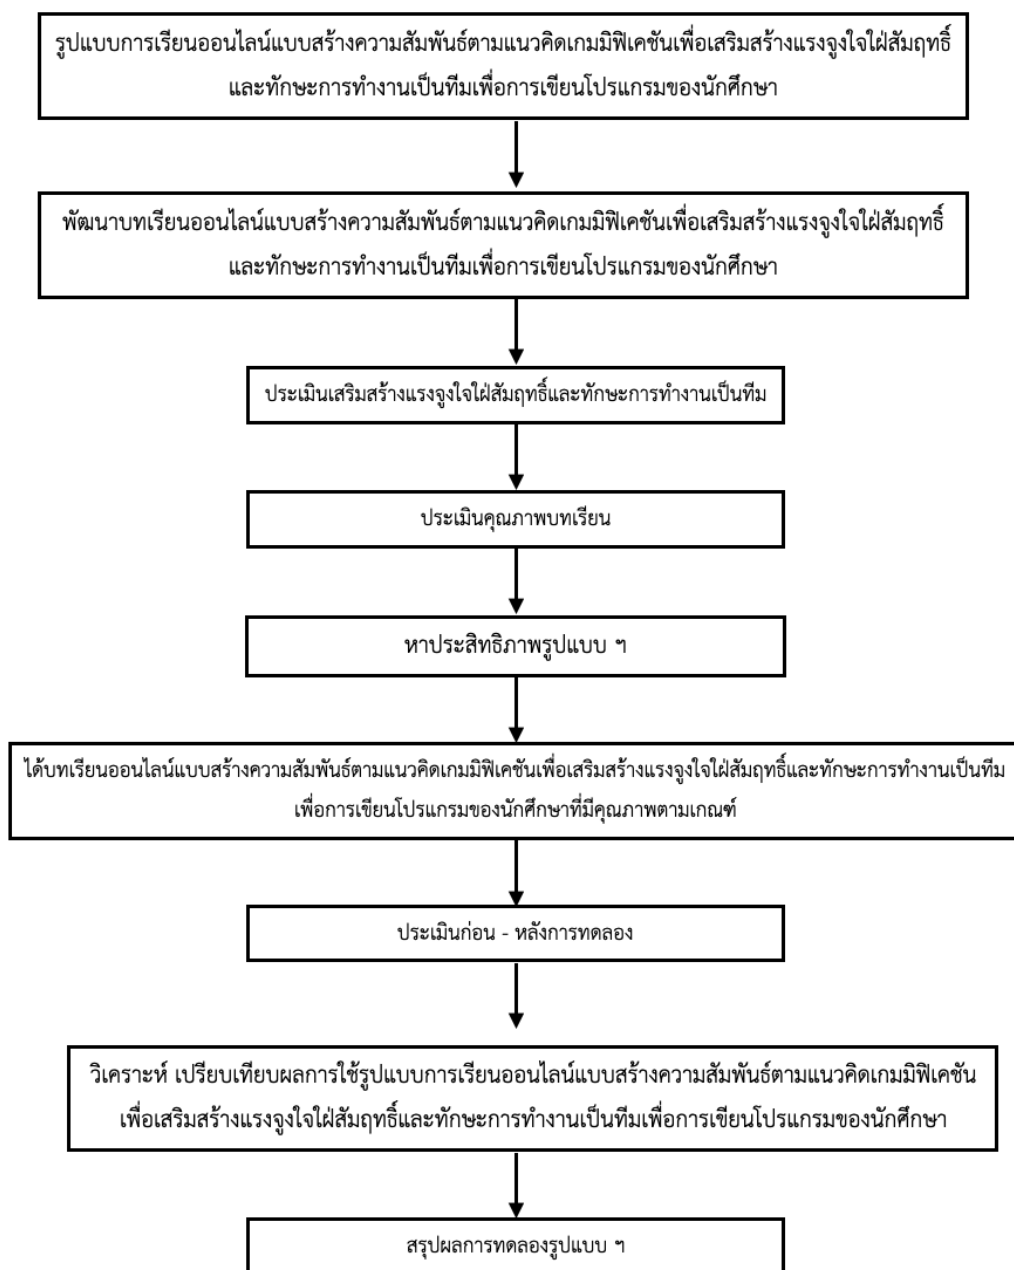 รูปแบบการเรียนออนไลน์แบบสร้างความสัมพันธ์ตามแนวคิดเกมมิฟิเคชันเพื่อเสริมสร้างแรงจูงใจใฝ่สัมฤทธิ์
และทักษะการทำงานเป็นทีมเพื่อการเขียนโปรแกรมของนักศึกษา
พัฒนาบทเรียนออนไลน์แบบสร้างความสัมพันธ์ตามแนวคิดเกมมิฟิเคชันเพื่อเสริมสร้างแรงจูงใจใฝ่สัมฤทธิ์
และทักษะการทำงานเป็นทีมเพื่อการเขียนโปรแกรมของนักศึกษา
ประเมินเสริมสร้างแรงจูงใจใฝ่สัมฤทธิ์และทักษะการทำงานเป็นทีม
ประเมินคุณภาพบทเรียน
หาประสิทธิภาพรูปแบบ ฯ
ได้บทเรียนออนไลน์แบบสร้างความสัมพันธ์ตามแนวคิดเกมมิฟิเคชันเพื่อเสริมสร้างแรงจูงใจใฝ่สัมฤทธิ์และทักษะการทำงานเป็นทีม
เพื่อการเขียนโปรแกรมของนักศึกษาที่มีคุณภาพตามเกณฑ์
ประเมินก่อน - หลังการทดลอง
วิเคราะห์ เปรียบเทียบผลการใช้รูปแบบการเรียนออนไลน์แบบสร้างความสัมพันธ์ตามแนวคิดเกมมิฟิเคชัน
เพื่อเสริมสร้างแรงจูงใจใฝ่สัมฤทธิ์และทักษะการทำงานเป็นทีมเพื่อการเขียนโปรแกรมของนักศึกษา
สรุปผลการทดลองรูปแบบ ฯ